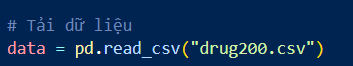 # Tải dữ liệu
data = pd.read_csv("drug200.csv")